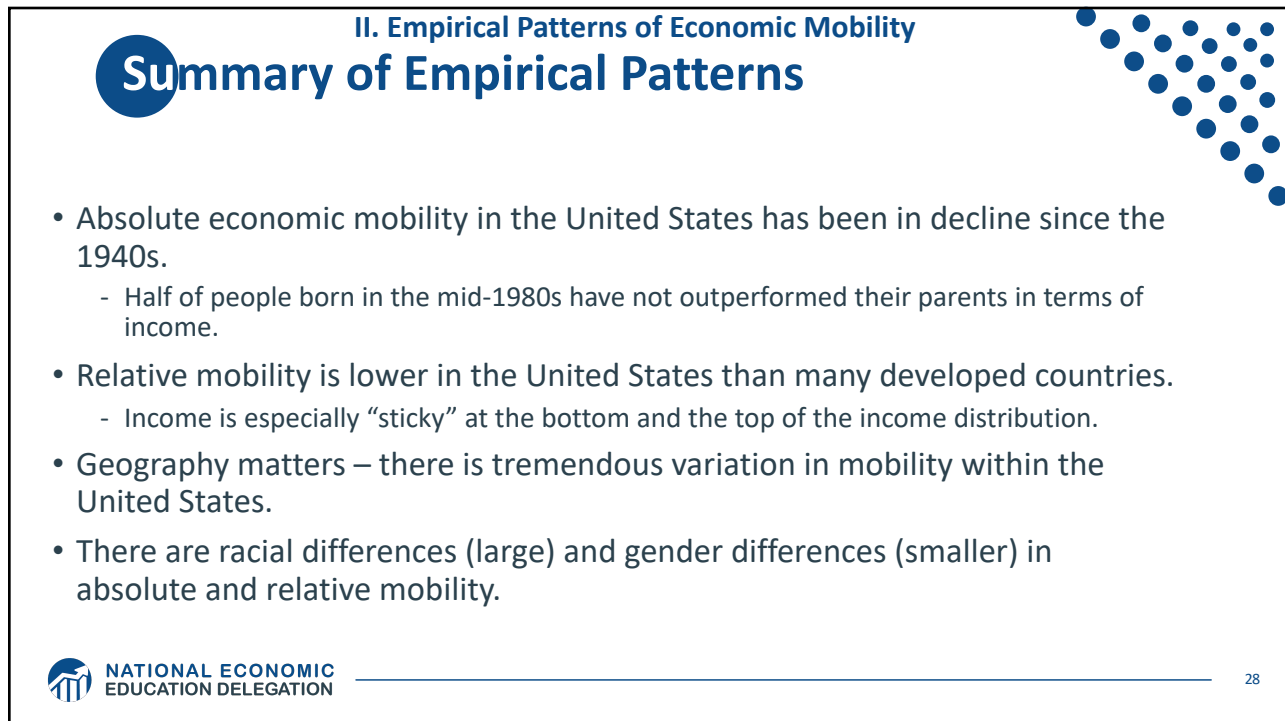 II. Empirical Patterns of Economic Mobility
Summary of Empirical Patterns
• Absolute economic mobility in the United States has been in decline since the
1940s.
- Half of people born in the mid-1980s have not outperformed their parents in terms of
income.
• Relative mobility is lower in the United States than many developed countries.
- Income is especially “sticky” at the bottom and the top of the income distribution.
• Geography matters – there is tremendous variation in mobility within the
United States.
• There are racial differences (large) and gender differences (smaller) in
absolute and relative mobility.
NATIONAL ECONOMIC
EDUCATION DELEGATION
28